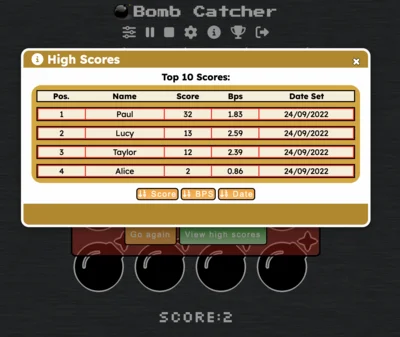 Bomb Catcher
High Scores
Top 10 Scores:
Pos. Name Score Bps Date Set
1 Paul 32 1.83 24/09/2022
2 Lucy 13 2.59 24/09/2022
3 Taylor 12 2.39 24/09/2022
4 Alice 2 0.86 24/09/2022
Score BPS Date
Go again View high scores
SCORE:2